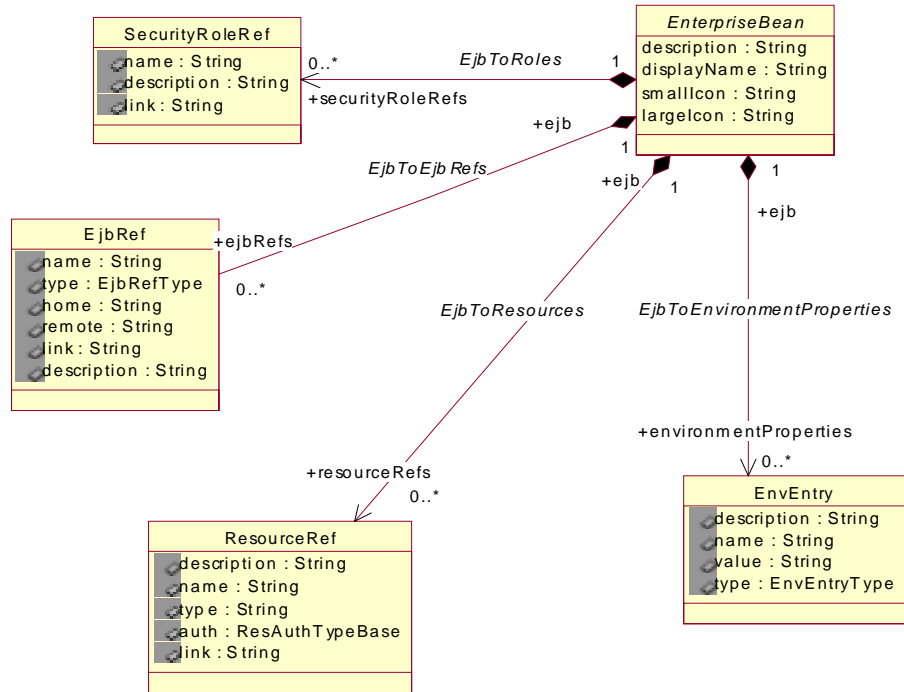 SecurityRoleRef
name : String
description : String
link : String
EnterpriseBean
description : String
displayName : String
smallIcon : String
largeIcon : String
0..*
EjbToRoles
1
+securityRoleRefs
+ejb
1
EjbToEjbRefs
+ejb
1
1
+ejb
EjbRef
name : String
type : EjbRefType
home : String
remote : String
link : String
description : String
+ejbRefs
0..*
EjbToResources
EjbToEnvironmentProperties
+resourceRefs
0..*
+environmentProperties
0..*
ResourceRef
description : String
name : String
type : String
auth : ResAuthTypeBase
link : String
EnvEntry
description : String
name : String
value : String
type : EnvEntryType